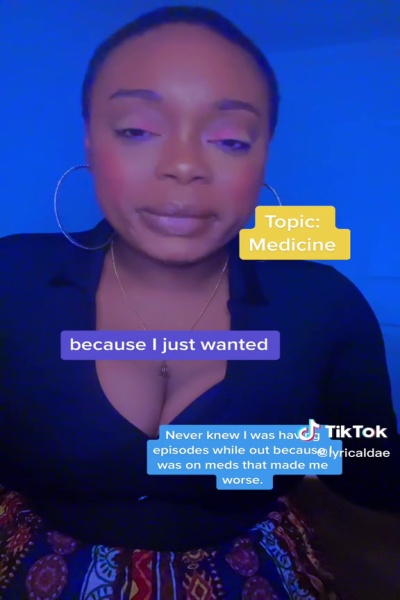 Topic:
Medicine
because I just wanted
Never knew I was having
episodes while out because I
was on meds that made me
worse.
TikTok
@lyricaldae